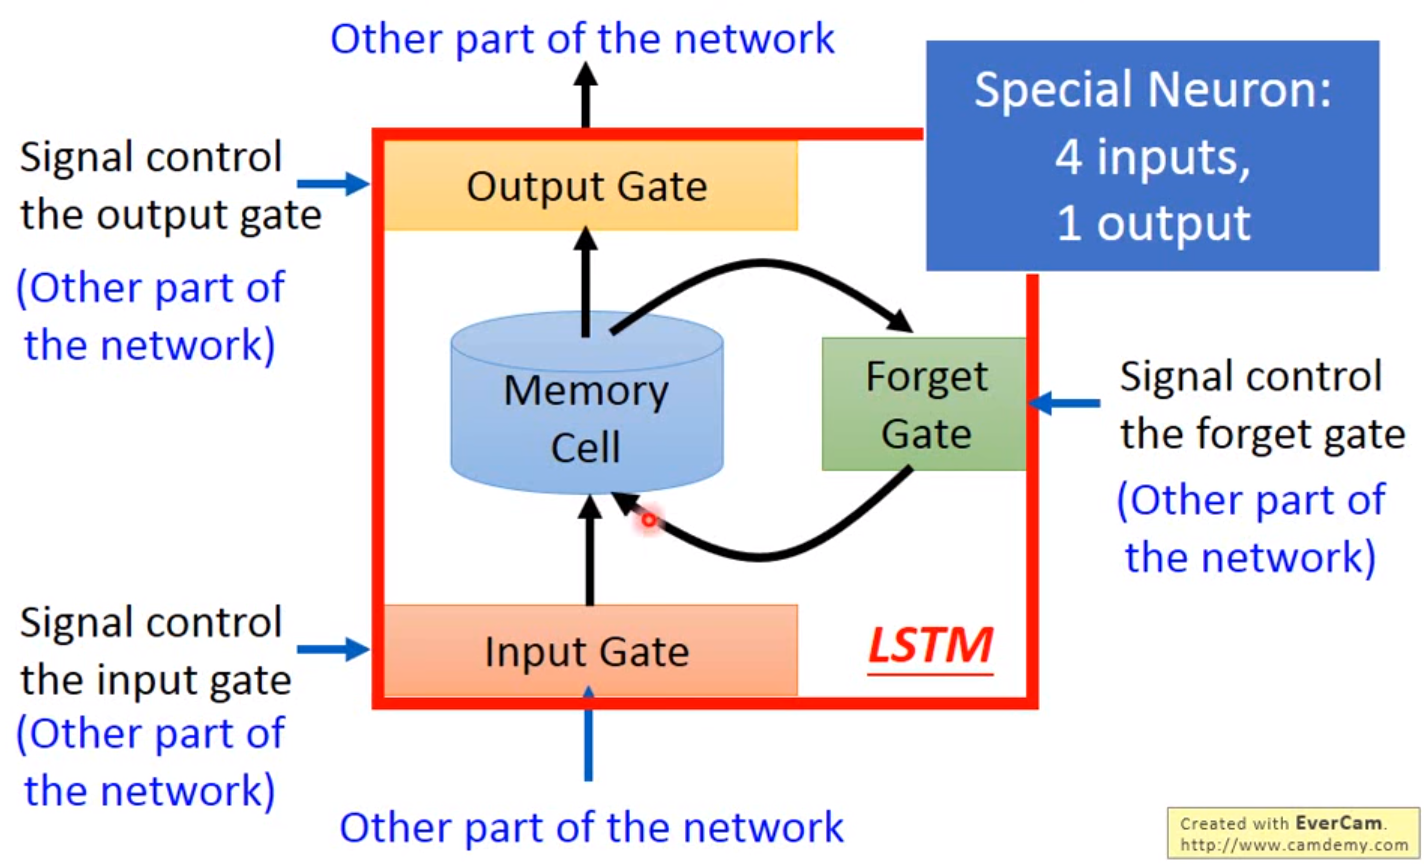 Other part of the network
Special Neuron:
4 inputs,
1 output
Signal control
the output gate
(Other part of
the network)
Output Gate
Memory
Cell
Forget
Gate
Signal control
the forget gate
(Other part of
the network)
Signal control
the input gate
(Other part of
the network)
Input Gate
LSTM
Other part of the network
Created with EverCam.
http://www.camdemy.com